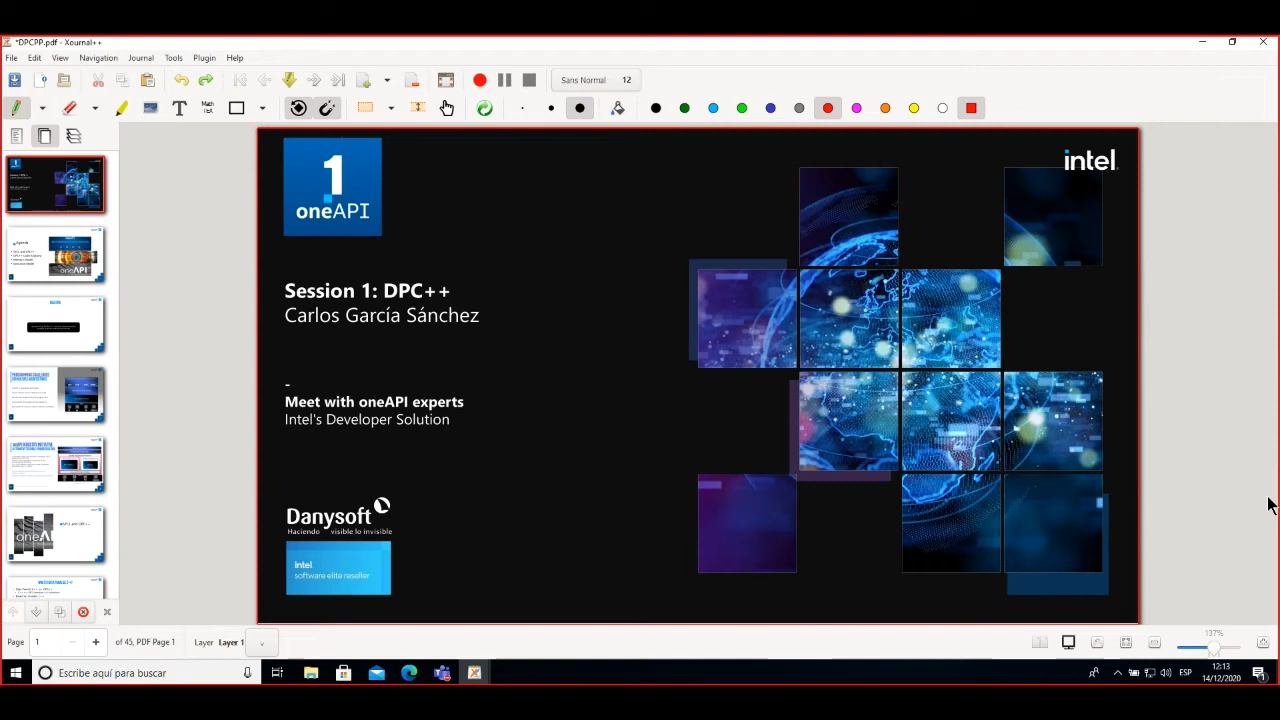 *DPCPP.pdf - Xournal++
File Edit View Navigation Journal Tools Plugin Help
Sans Normal 12
1
oneAPI
intel.
Session 1: DPC++
Carlos García Sánchez
-
Meet with oneAPI experts
Intel's Developer Solution
Danysoft
Haciendo visible lo invisible
intel
software elite reseller
Agenda
oneAPI
Page 1 of 45, PDF Page 1 Layer Layer 1
137%
Escribe aquí para buscar
ESP
12:13
14/12/2020